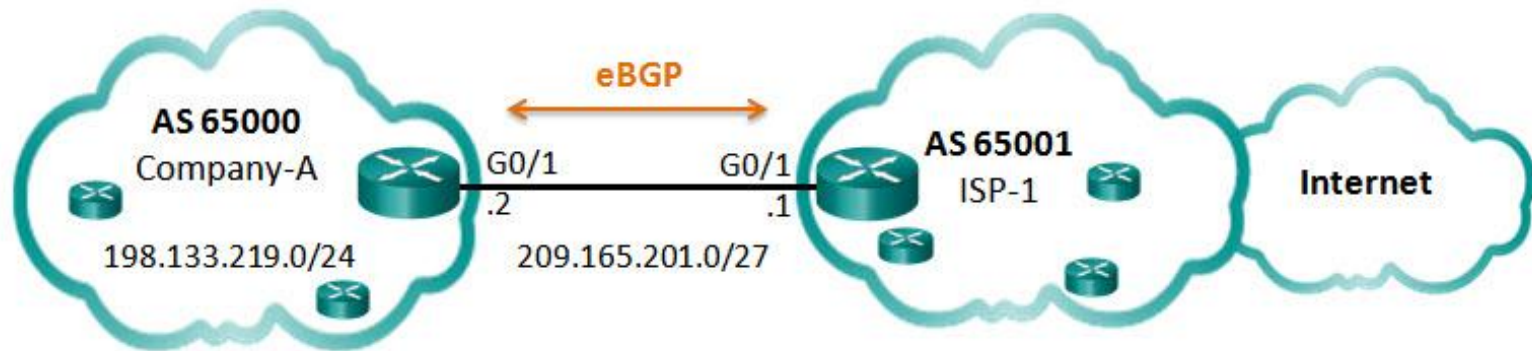 eBGP
AS 65000
Company-A
G0/1
G0/1
.2
.1
AS 65001
ISP-1
Internet
198.133.219.0/24
209.165.201.0/27